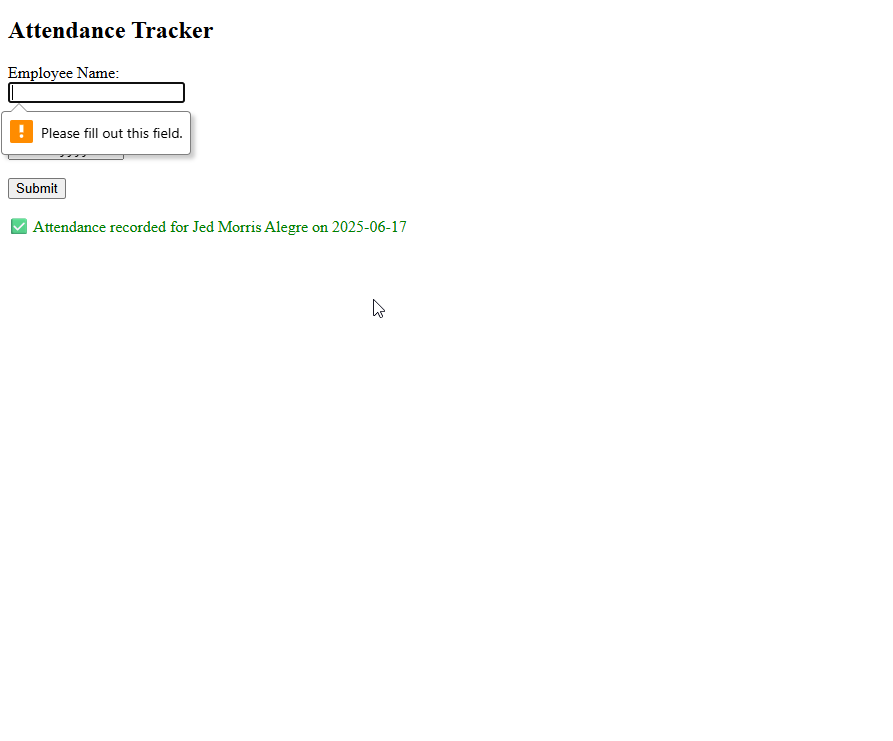 Attendance Tracker
Employee Name:
Please fill out this field.
Submit
Attendance recorded for Jed Morris Alegre on 2025-06-17